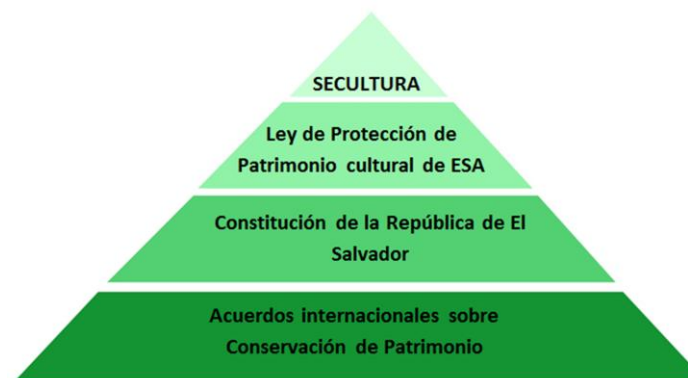 SECULTURA
Ley de Protección de
Patrimonio cultural de ESA
Constitución de la República de El
Salvador
Acuerdos internacionales sobre
Conservación de Patrimonio